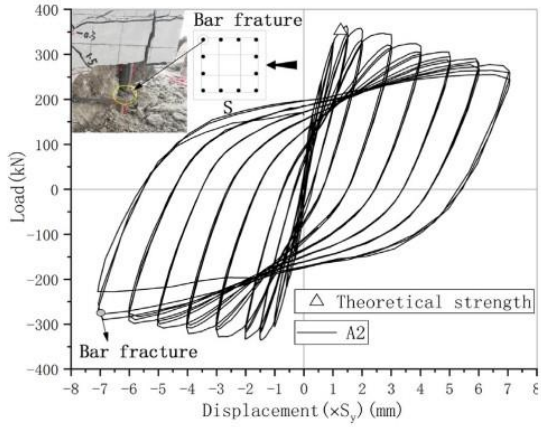 Bar frature
S
400
300
200
100
0
-100
-200
-300
-400
Load(kN)
Theoretical strength
A2
Bar fracture
-8 -7 -6 -5 -4 -3 -2 -1 0 1 2 3 4 5 6 7 8
Displacement(×Sy)(mm)